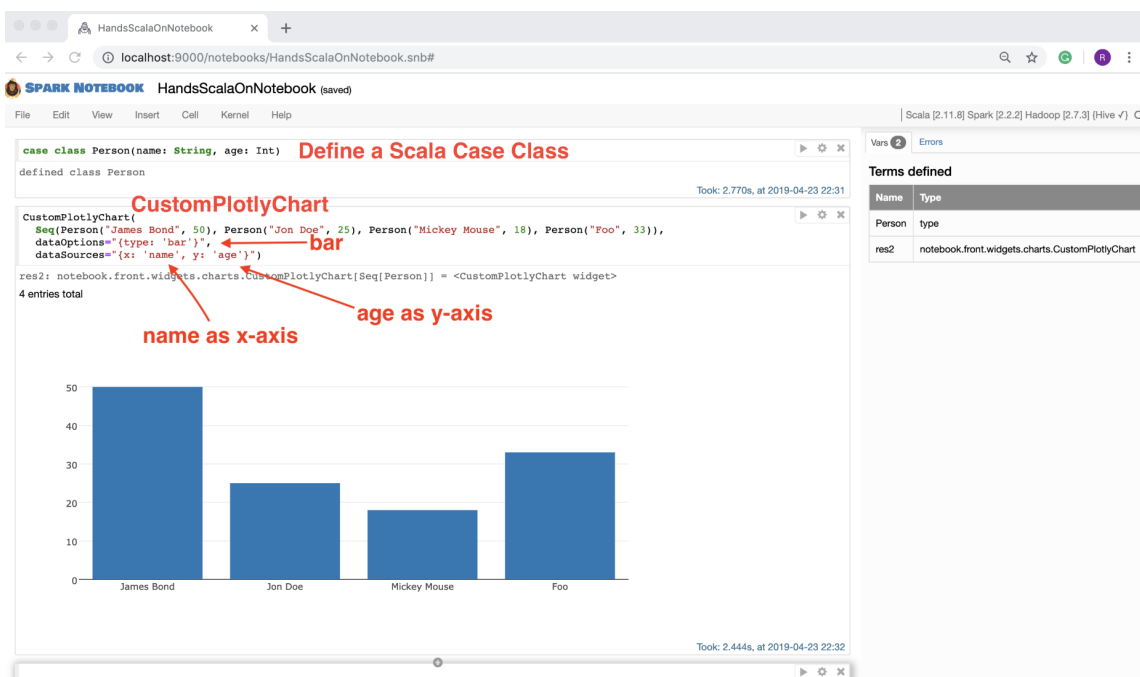 HandsScalaOnNotebook
localhost:9000/notebooks/HandsScalaOnNotebook.snb#
G
R
SPARK NOTEBOOK HandsScalaOnNotebook (saved)
File Edit View Insert Cell Kernel Help
Scala [2.11.8] Spark [2.2.2] Hadoop [2.7.3] {Hive ✓}
case class Person(name: String, age: Int) Define a Scala Case Class
defined class Person
Took: 2.770s, at 2019-04-23 22:31
CustomPlotlyChart
CustomPlotlyChart(
Seq(Person("James Bond", 50), Person("Jon Doe", 25), Person("Mickey Mouse", 18), Person("Foo", 33)),
dataOptions="{type: 'bar'}", bar
dataSources="{x: 'name', y: 'age'}")
res2: notebook.front.widgets.charts.CustomPlotlyChart[Seq[Person]] = <CustomPlotlyChart widget>
4 entries total
age as y-axis
name as x-axis
50
40
30
20
10
0
James Bond Jon Doe Mickey Mouse Foo
Took: 2.444s, at 2019-04-23 22:32
Vars 2 Errors
Terms defined
Name Type
Person type
res2 notebook.front.widgets.charts.CustomPlotlyChart